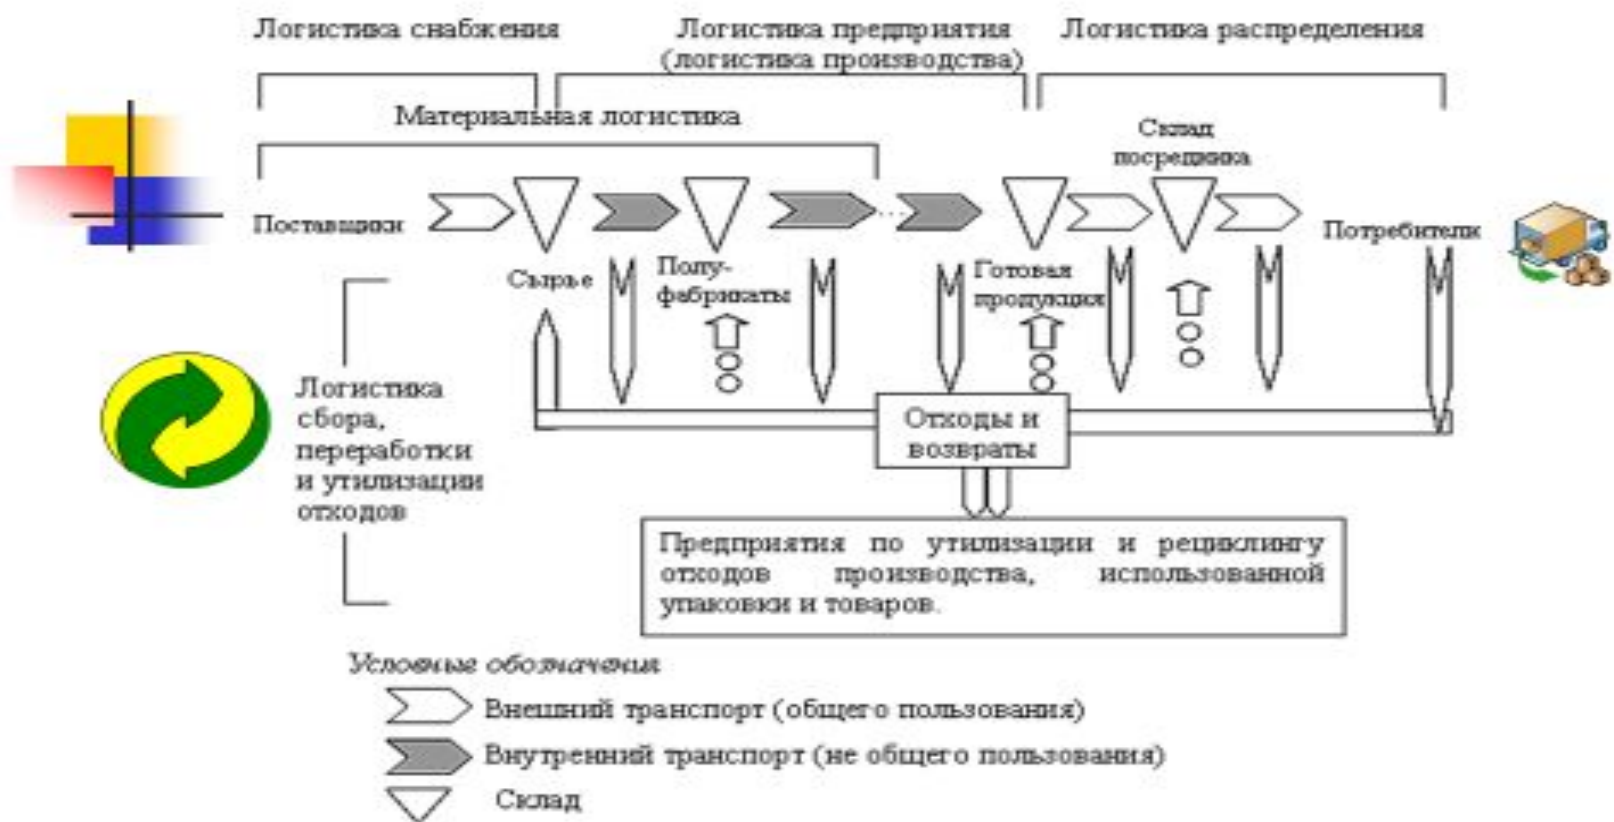 Логистика снабжения
Логистика предприятия
(логистика производства)
Логистика распределения
Материальная логистика
Склад
посредника
Поставщики
Потребители
Сырье
Полу-
фабрикаты
Готовая
продукция
Логистика
сбора,
переработки
и утилизации
отходов
Отходы и
возвраты
Предприятия по утилизации и рециклингу
отходов производства, использованной
упаковки и товаров.
Условные обозначения
Внешний транспорт (общего пользования)
Внутренний транспорт (не общего пользования)
Склад